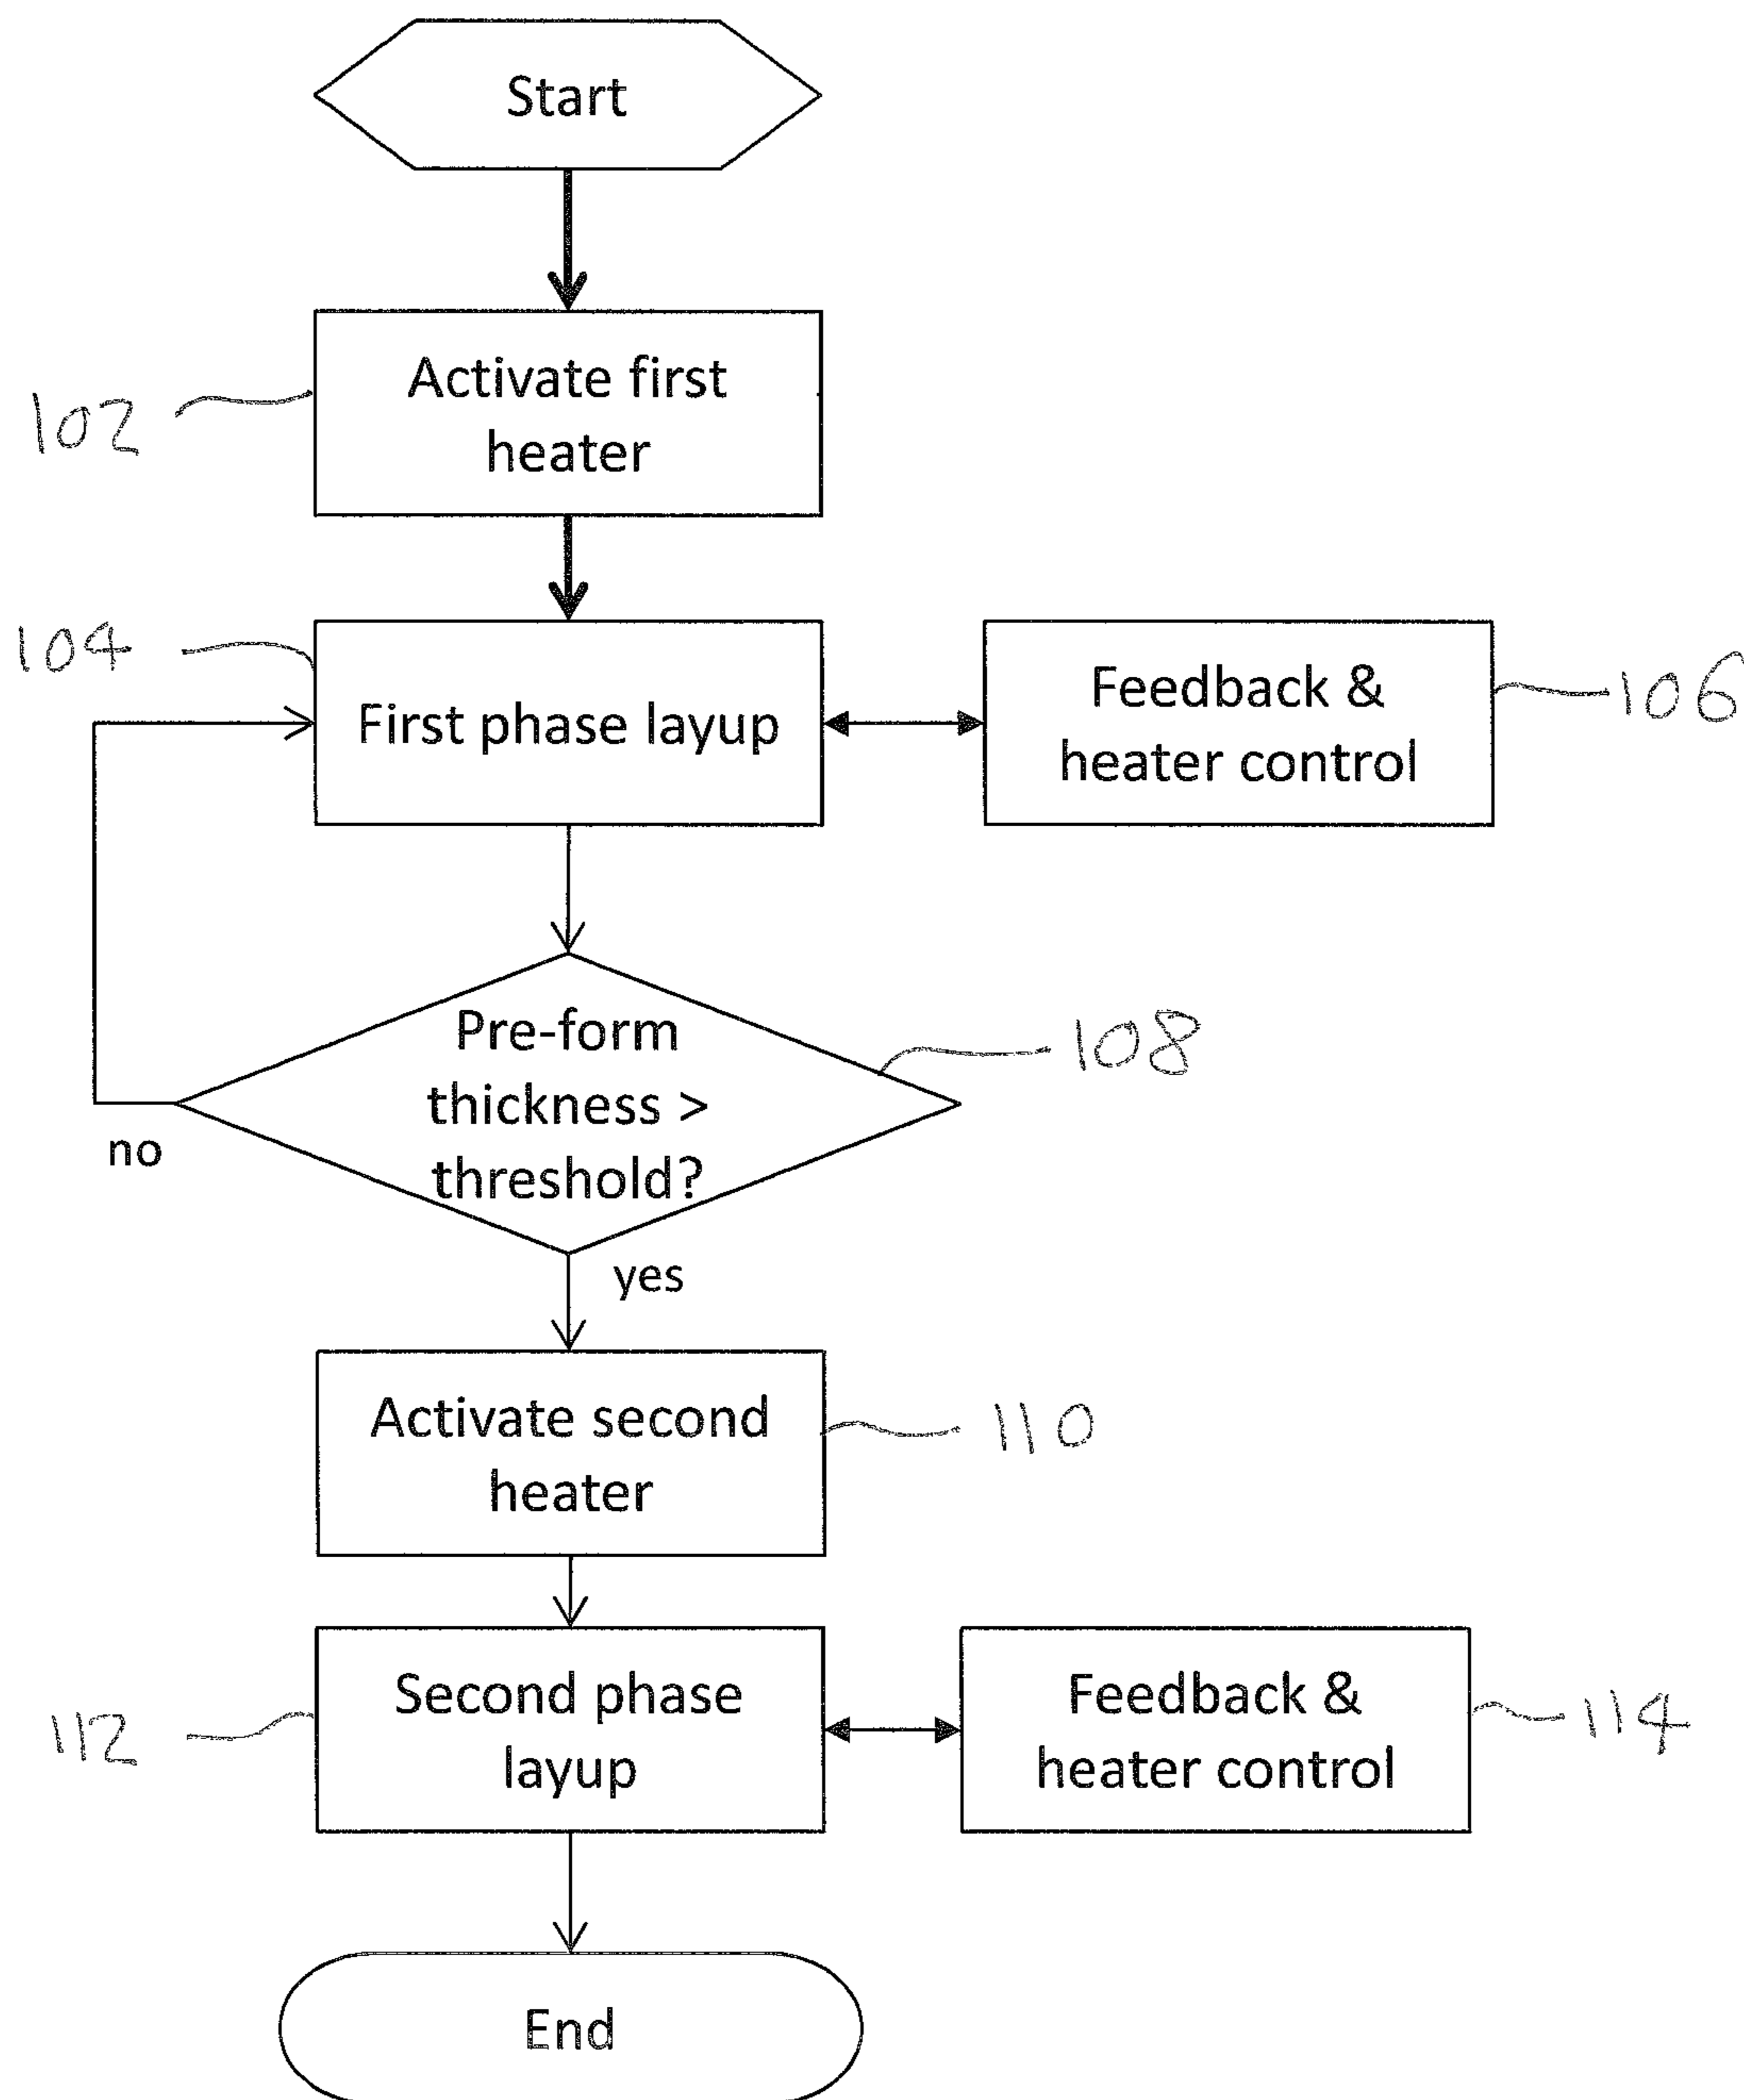 Start
102
Activate first
heater
104
First phase layup
Feedback &
heater control
106
Pre-form
thickness >
threshold?
108
no
yes
Activate second
heater
110
112
Second phase
layup
Feedback &
heater control
114
End